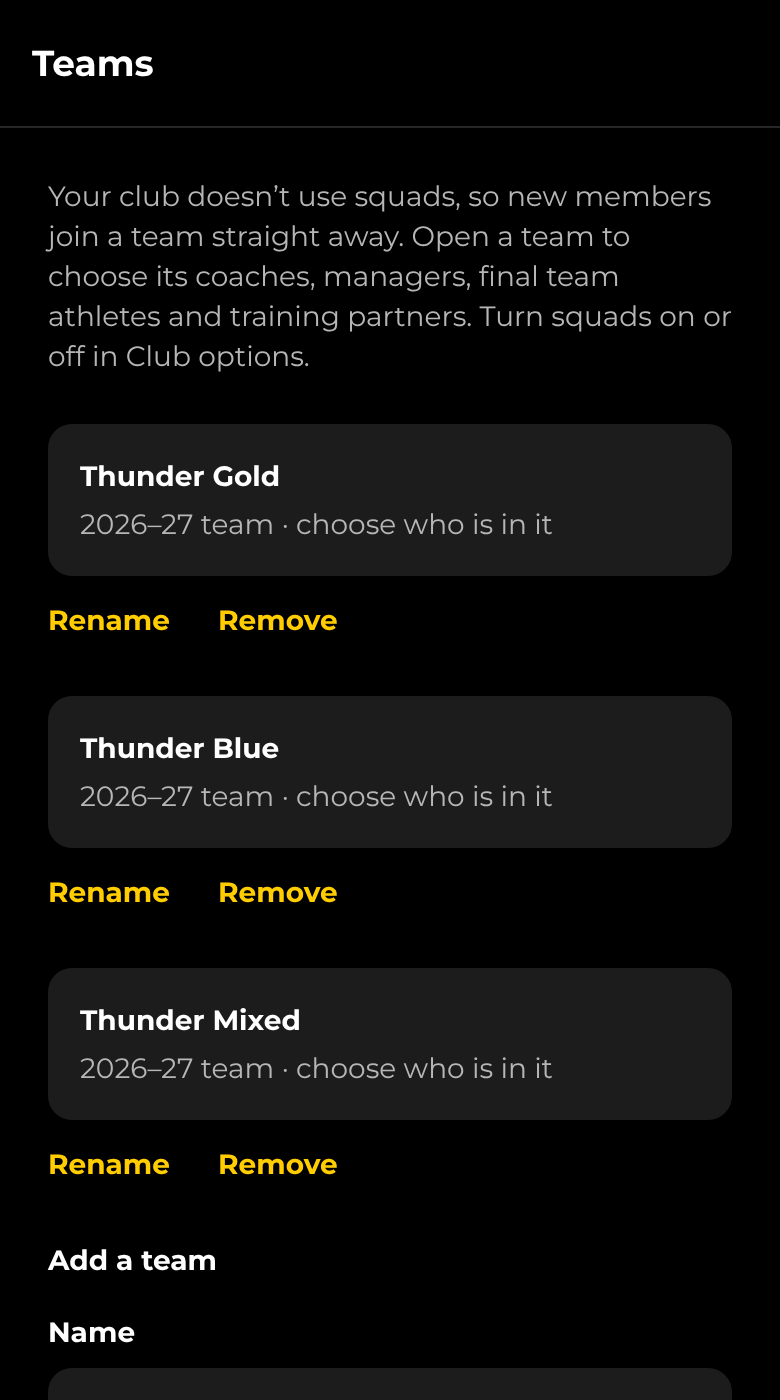 Teams
Your club doesn’t use squads, so new members
join a team straight away. Open a team to
choose its coaches, managers, final team
athletes and training partners. Turn squads on or
off in Club options.
Thunder Gold
2026–27 team · choose who is in it
Rename Remove
Thunder Blue
2026–27 team · choose who is in it
Rename Remove
Thunder Mixed
2026–27 team · choose who is in it
Rename Remove
Add a team
Name